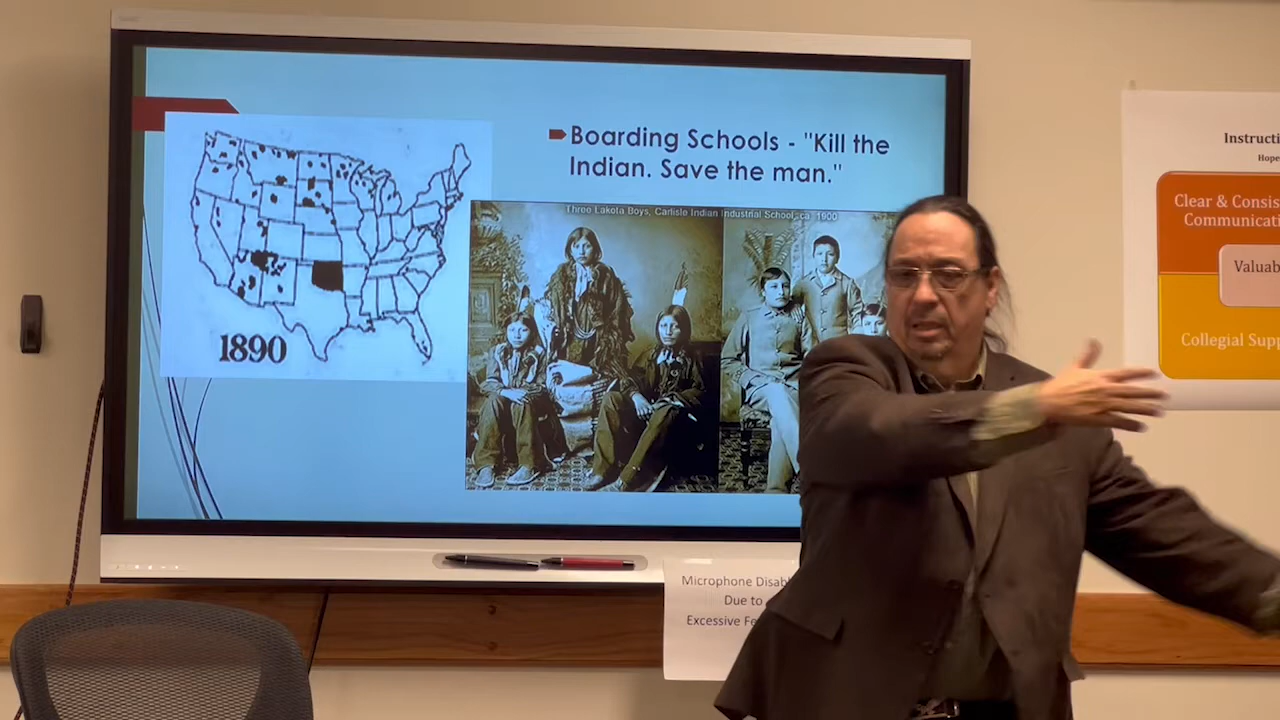 Boarding Schools - "Kill the
Indian. Save the man."
Three Lakota Boys, Carlisle Indian Industrial School, ca. 1900
1890
Instructi
Hope
Clear & Consis
Communicati
Valuab
Collegial Supp
Microphone Disabl
Due to
Excessive Fe